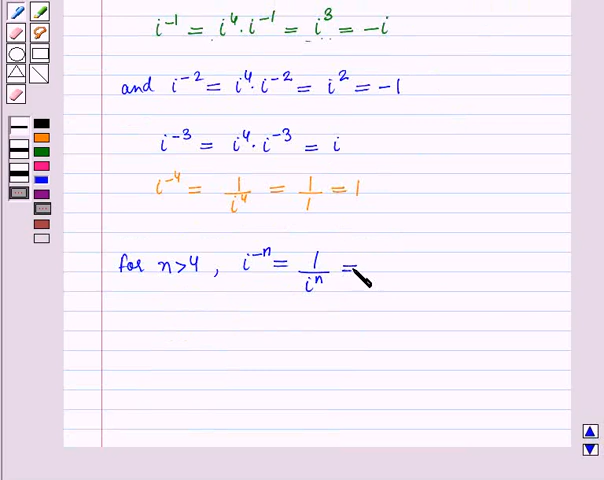 i⁻¹ = i⁴·i⁻¹ = i³ = -i
and i⁻² = i⁴·i⁻² = i² = -1
i⁻³ = i⁴·i⁻³ = i
i⁻⁴ = 1/i⁴ = 1/1 = 1
for n>4, i⁻ⁿ = 1/iⁿ =